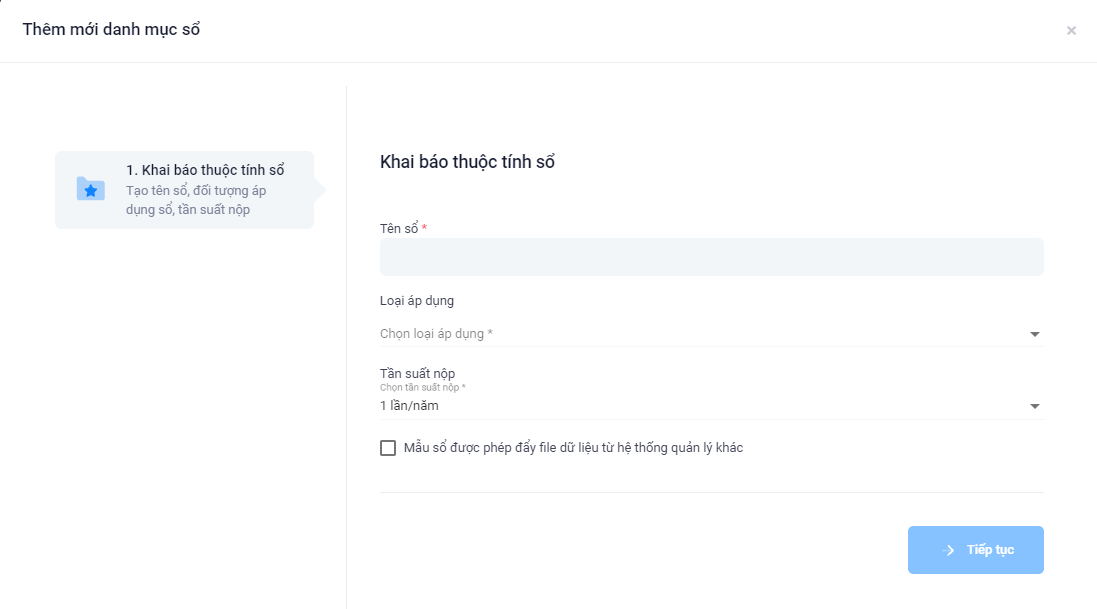 Thêm mới danh mục sổ
×
1. Khai báo thuộc tính sổ
Tạo tên sổ, đối tượng áp
dụng sổ, tần suất nộp
Khai báo thuộc tính sổ
Tên sổ *
Loại áp dụng
Chọn loại áp dụng *
Tần suất nộp
Chọn tần suất nộp *
1 lần/năm
Mẫu sổ được phép đẩy file dữ liệu từ hệ thống quản lý khác
Tiếp tục